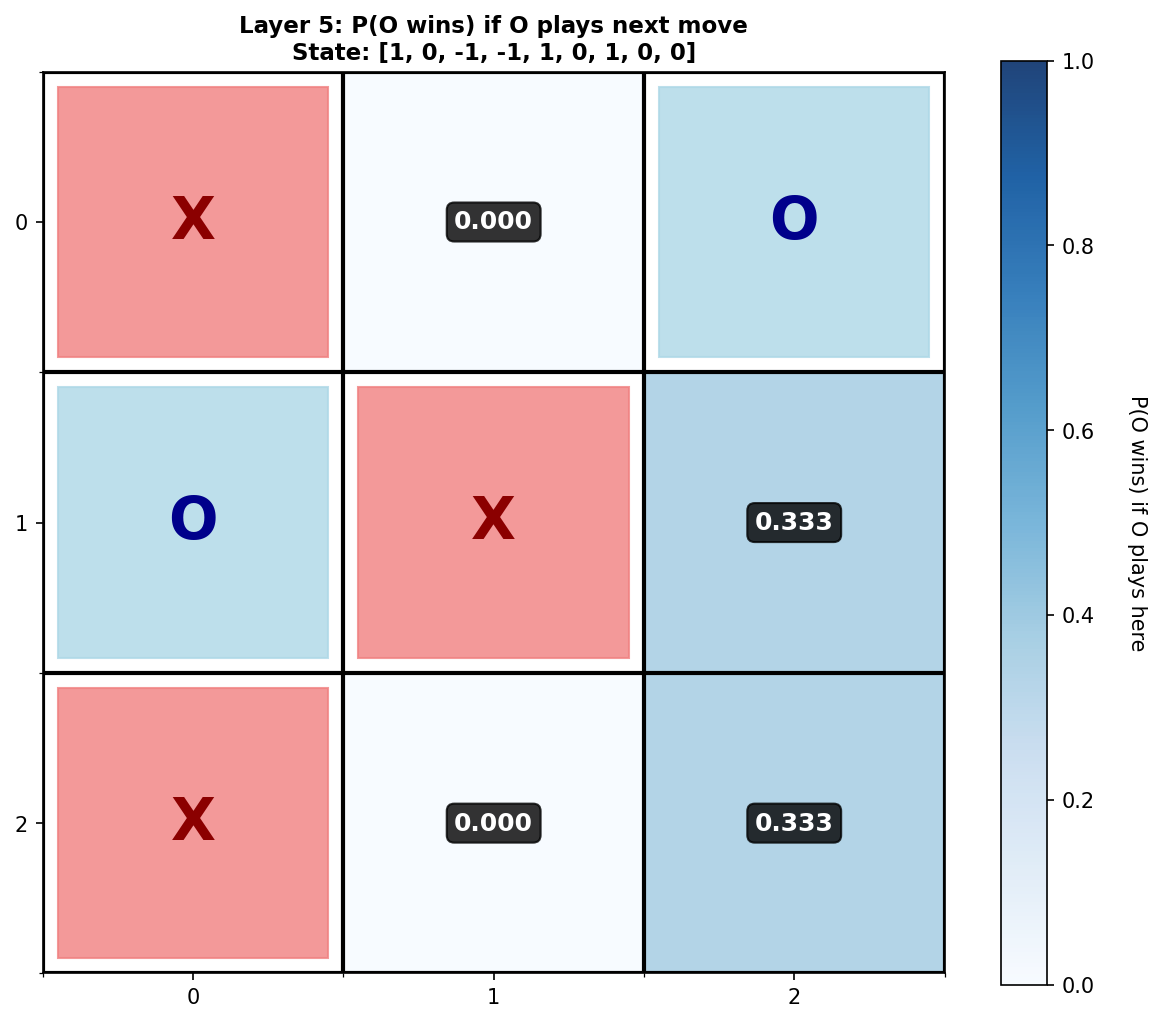 Layer 5: P(O wins) if O plays next move
State: [1, 0, -1, -1, 1, 0, 1, 0, 0]
0
X
0.000
O
1
O
X
0.333
2
X
0.000
0.333
0
1
2
1.0
0.8
0.6
0.4
0.2
0.0
P(O wins) if O plays here